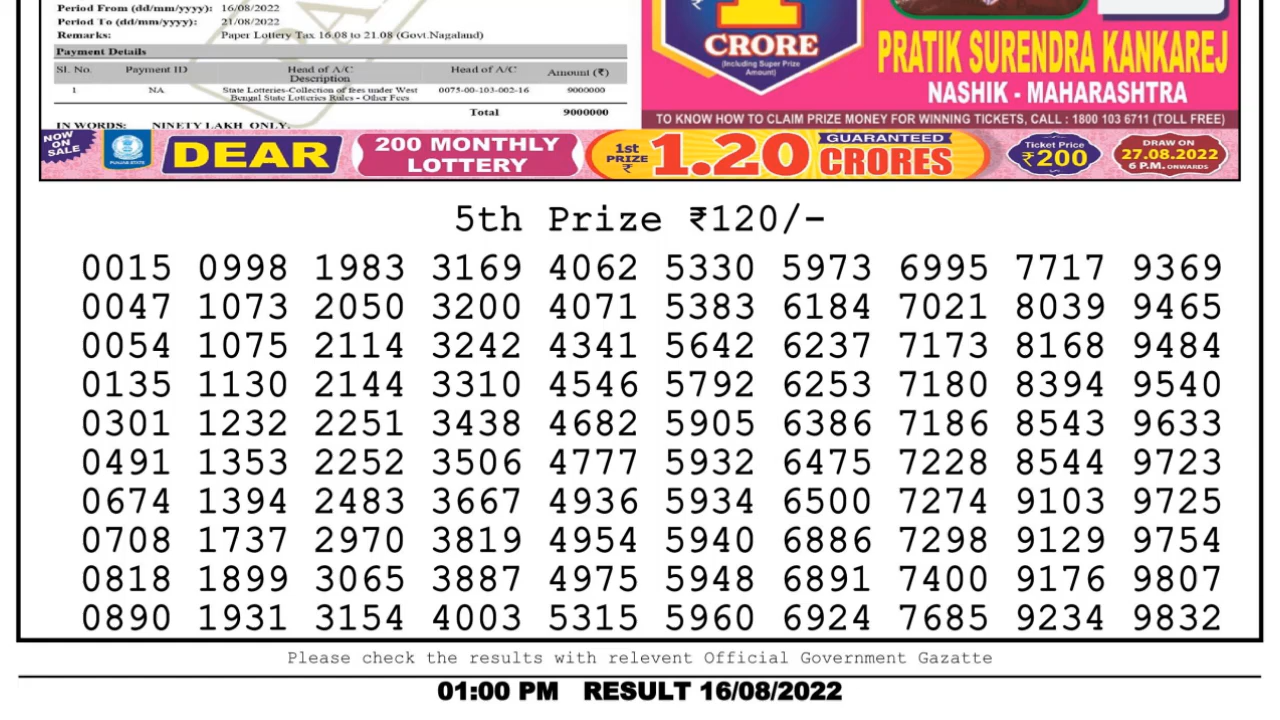 Period From (dd/mm/yyyy): 16/08/2022
Period To (dd/mm/yyyy): 21/08/2022
Remarks: Paper Lottery Tax 16.08 to 21.08 (Govt.Nagaland)
Payment Details
Sl. No. Payment ID Head of A/C Description Head of A/C Amount (₹)
1 NA State Lotteries-Collection of fees under West Bengal State Lotteries Rules - Other Fees 0075-00-103-002-16 9000000
Total 9000000
IN WORDS: NINETY LAKH ONLY.
₹ 1
CRORE
(Including Super Prize
Amount)
PRATIK SURENDRA KANKAREJ
NASHIK - MAHARASHTRA
TO KNOW HOW TO CLAIM PRIZE MONEY FOR WINNING TICKETS, CALL : 1800 103 6711 (TOLL FREE)
NOW
ON
SALE
PUNJAB STATE
DEAR
200 MONTHLY
LOTTERY
1st
PRIZE
₹
1.20
GUARANTEED
CRORES
Ticket Price
₹200
DRAW ON
27.08.2022
6 P.M. ONWARDS
5th Prize ₹120/-
0015 0998 1983 3169 4062 5330 5973 6995 7717 9369
0047 1073 2050 3200 4071 5383 6184 7021 8039 9465
0054 1075 2114 3242 4341 5642 6237 7173 8168 9484
0135 1130 2144 3310 4546 5792 6253 7180 8394 9540
0301 1232 2251 3438 4682 5905 6386 7186 8543 9633
0491 1353 2252 3506 4777 5932 6475 7228 8544 9723
0674 1394 2483 3667 4936 5934 6500 7274 9103 9725
0708 1737 2970 3819 4954 5940 6886 7298 9129 9754
0818 1899 3065 3887 4975 5948 6891 7400 9176 9807
0890 1931 3154 4003 5315 5960 6924 7685 9234 9832
Please check the results with relevent Official Government Gazatte
01:00 PM RESULT 16/08/2022